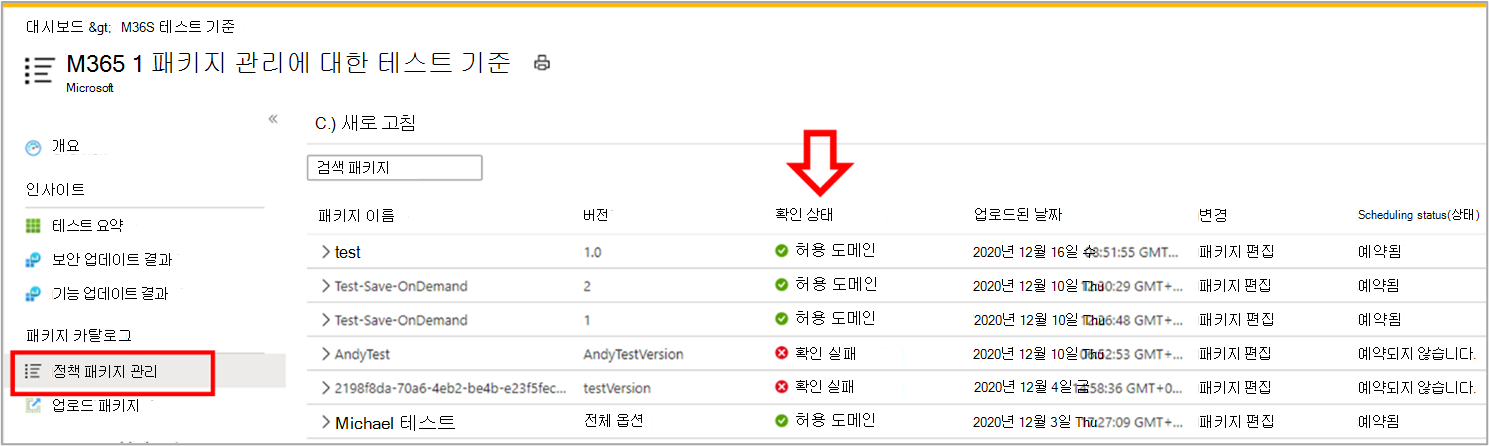 대시보드 &gt; M36S 테스트 기준
M365 1 패키지 관리에 대한 테스트 기준
Microsoft
«
C.) 새로 고침
개요
검색 패키지
인사이트
패키지 이름 버전 확인 상태 업로드된 날짜 변경 Scheduling status(상태)
테스트 요약
test 1.0 허용 도메인 2020년 12월 16일 수 :51:55 GMT... 패키지 편집 예약됨
보안 업데이트 결과
Test-Save-OnDemand 2 허용 도메인 2020년 12월 10일 Thu :30:29 GMT+... 패키지 편집 예약됨
기능 업데이트 결과
Test-Save-OnDemand 1 허용 도메인 2020년 12월 10일 Thu :26:48 GMT+... 패키지 편집 예약됨
패키지 카탈로그
AndyTest AndyTestVersion 확인 실패 2020년 12월 10일 Thu :52:53 GMT+... 패키지 편집 예약되지 않습니다.
정책 패키지 관리
2198f8da-70a6-4eb2-be4b-e23f5fec... testVersion 확인 실패 2020년 12월 4일 금 :58:36 GMT+0... 패키지 편집 예약되지 않습니다.
업로드 패키지
Michael 테스트 전체 옵션 허용 도메인 2020년 12월 3일 Thu :27:09 GMT+... 패키지 편집 예약됨